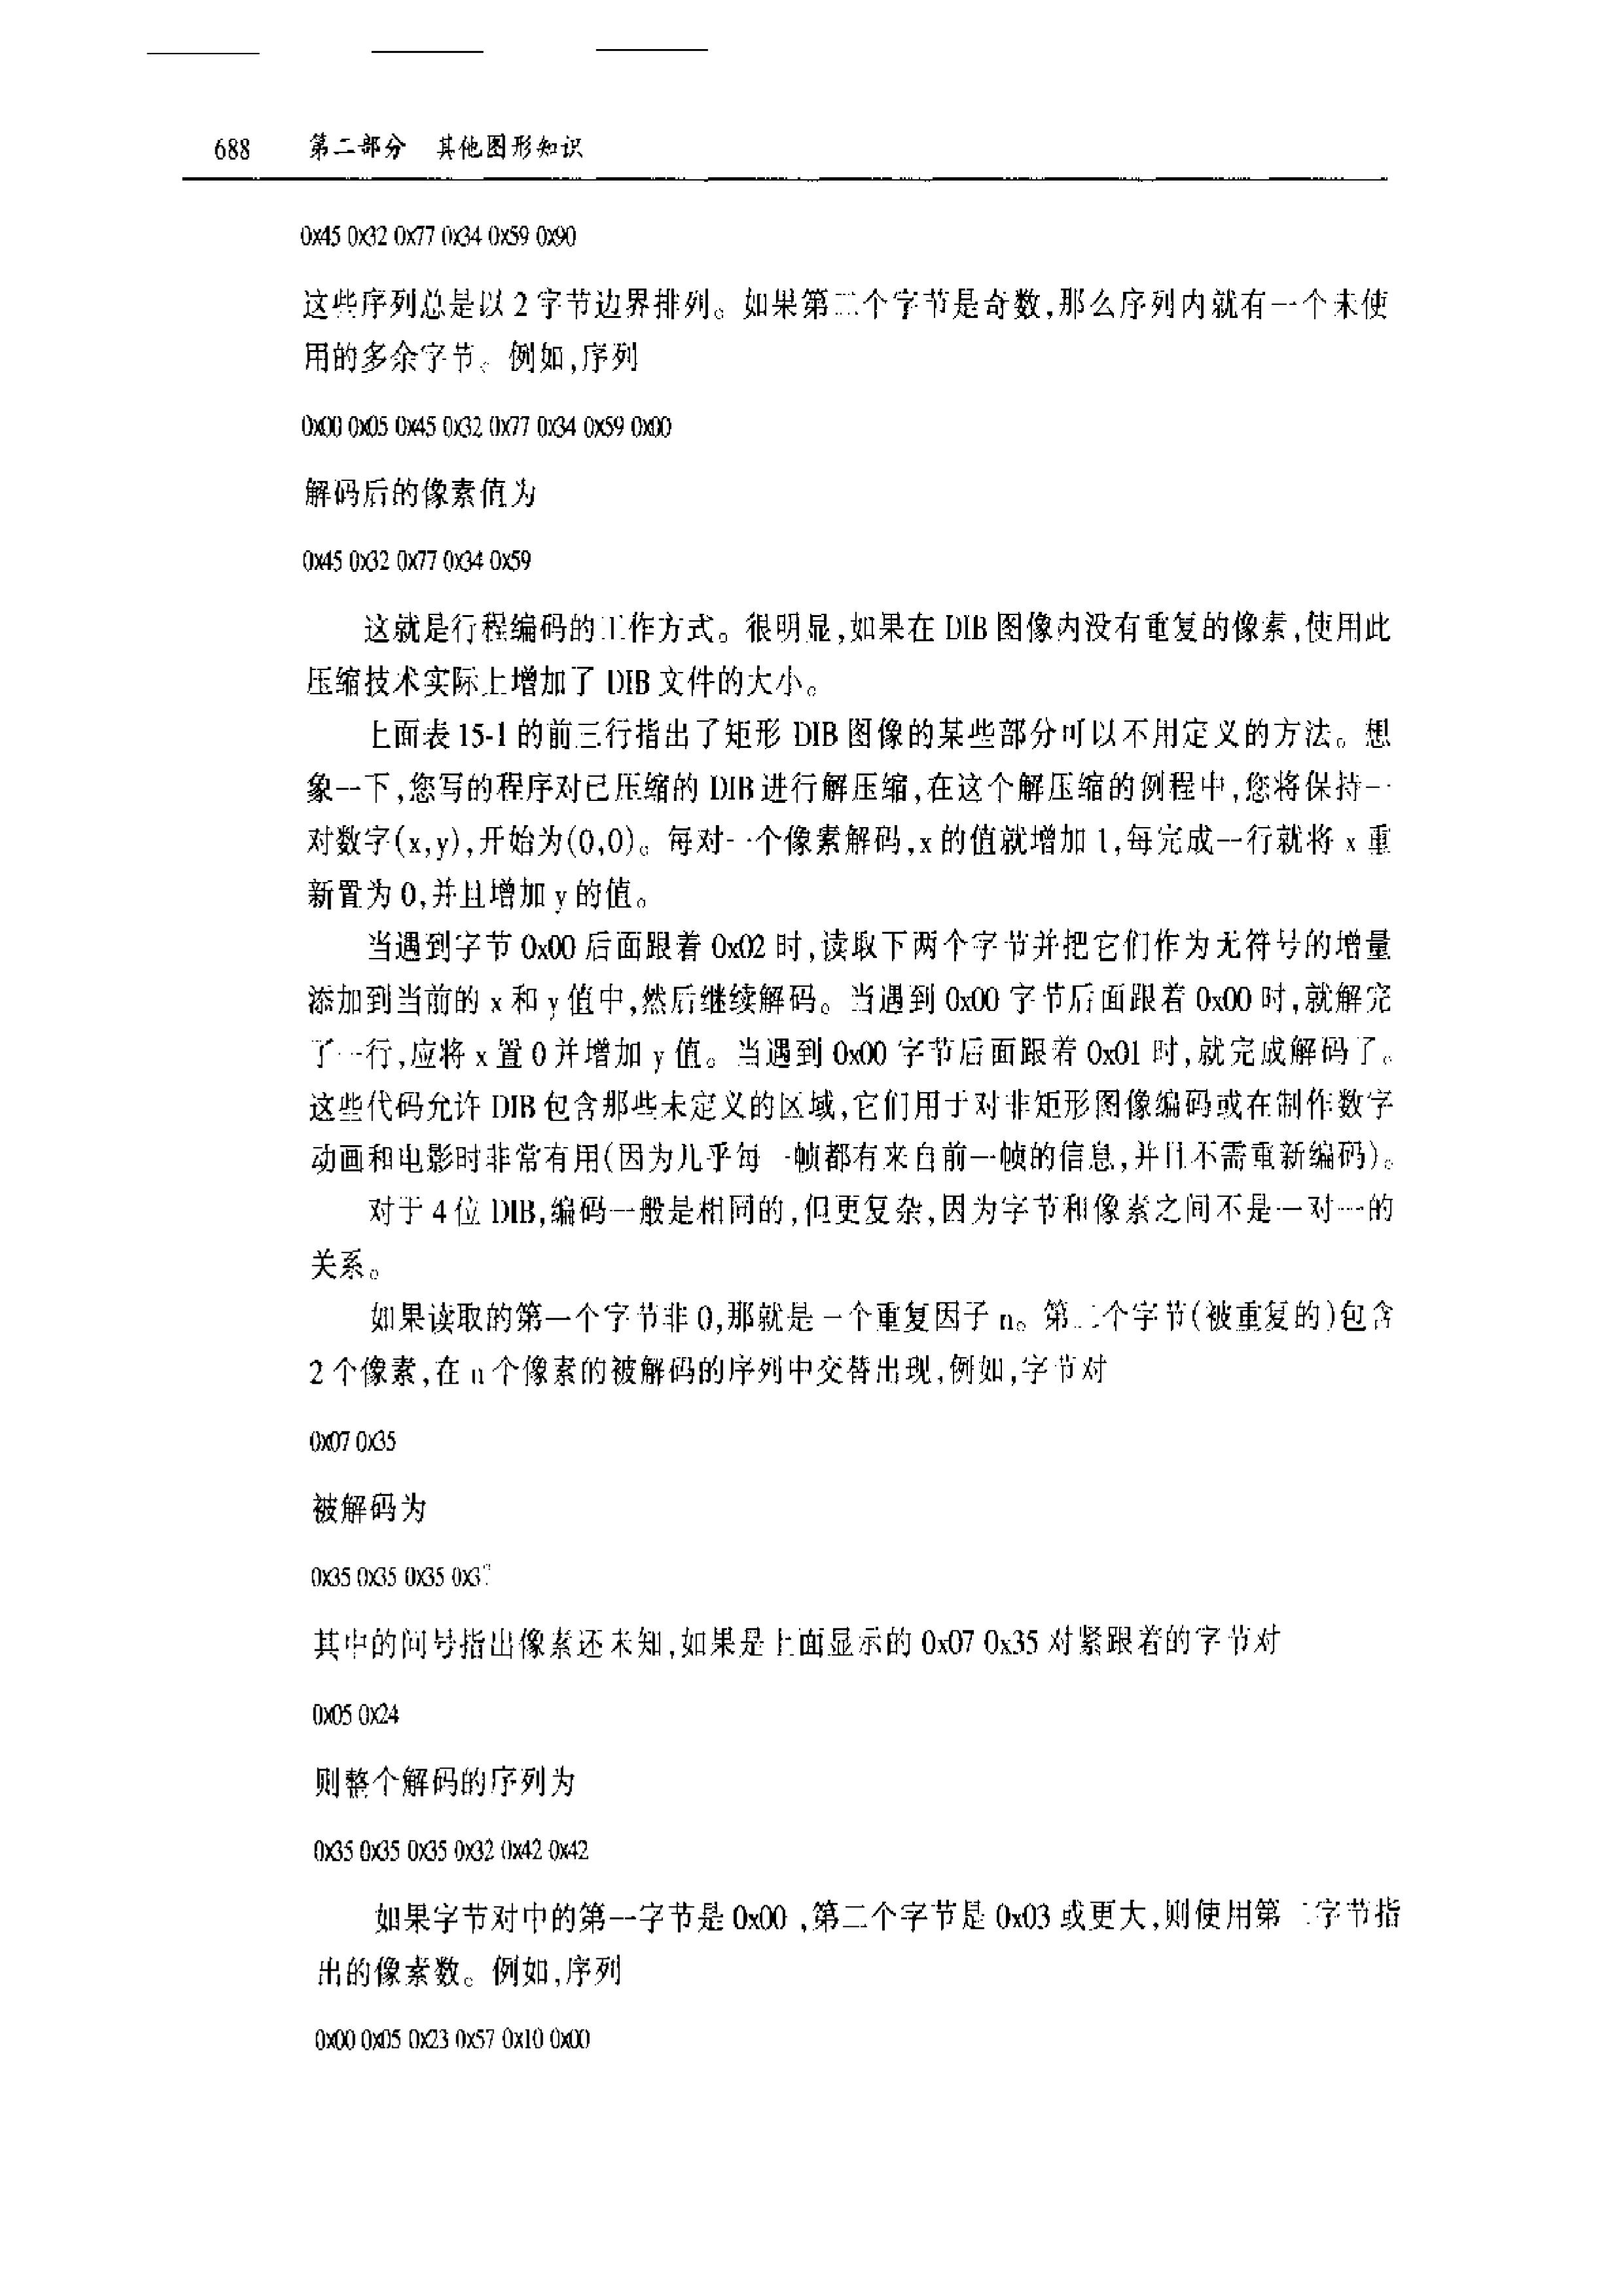 688 第二部分 其他图形知识
0x45 0x32 0x77 0x34 0x59 0x90
这些序列总是以 2 字节边界排列。如果第二个字节是奇数,那么序列内就有一个未使
用的多余字节。例如,序列
0x00 0x05 0x45 0x32 0x77 0x34 0x59 0x00
解码后的像素值为
0x45 0x32 0x77 0x34 0x59
这就是行程编码的工作方式。很明显,如果在 DIB 图像内没有重复的像素,使用此
压缩技术实际上增加了 DIB 文件的大小。
上面表 15-1 的前三行指出了矩形 DIB 图像的某些部分可以不用定义的方法。想
象一下,您写的程序对已压缩的 DIB 进行解压缩,在这个解压缩的例程中,您将保持一
对数字(x,y),开始为(0,0)。每对一个像素解码,x 的值就增加 1,每完成一行就将 x 重
新置为 0,并且增加 y 的值。
当遇到字节 0x00 后面跟着 0x02 时,读取下两个字节并把它们作为无符号的增量
添加到当前的 x 和 y 值中,然后继续解码。当遇到 0x00 字节后面跟着 0x00 时,就解完
了一行,应将 x 置 0 并增加 y 值。当遇到 0x00 字节后面跟着 0x01 时,就完成解码了。
这些代码允许 DIB 包含那些未定义的区域,它们用于对非矩形图像编码或在制作数字
动画和电影时非常有用(因为几乎每一帧都有来自前一帧的信息,并且不需重新编码)。
对于 4 位 DIB,编码一般是相同的,但更复杂,因为字节和像素之间不是一对一的
关系。
如果读取的第一个字节非 0,那就是一个重复因子 n。第二个字节(被重复的)包含
2 个像素,在 n 个像素的被解码的序列中交替出现,例如,字节对
0x07 0x35
被解码为
0x35 0x35 0x35 0x3?
其中的问号指出像素还未知,如果是上面显示的 0x07 0x35 对紧跟着的字节对
0x05 0x24
则整个解码的序列为
0x35 0x35 0x35 0x32 0x42 0x42
如果字节对中的第一字节是 0x00 ,第二个字节是 0x03 或更大,则使用第二字节指
出的像素数。例如,序列
0x00 0x05 0x23 0x57 0x10 0x00